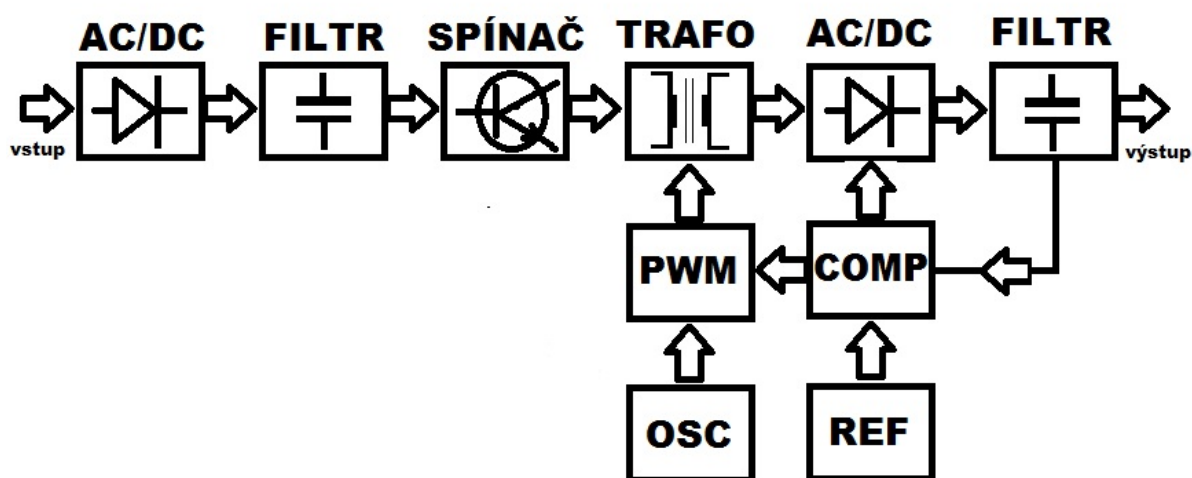 AC/DC FILTR SPÍNAČ TRAFO AC/DC FILTR
vstup
výstup
PWM COMP
OSC REF